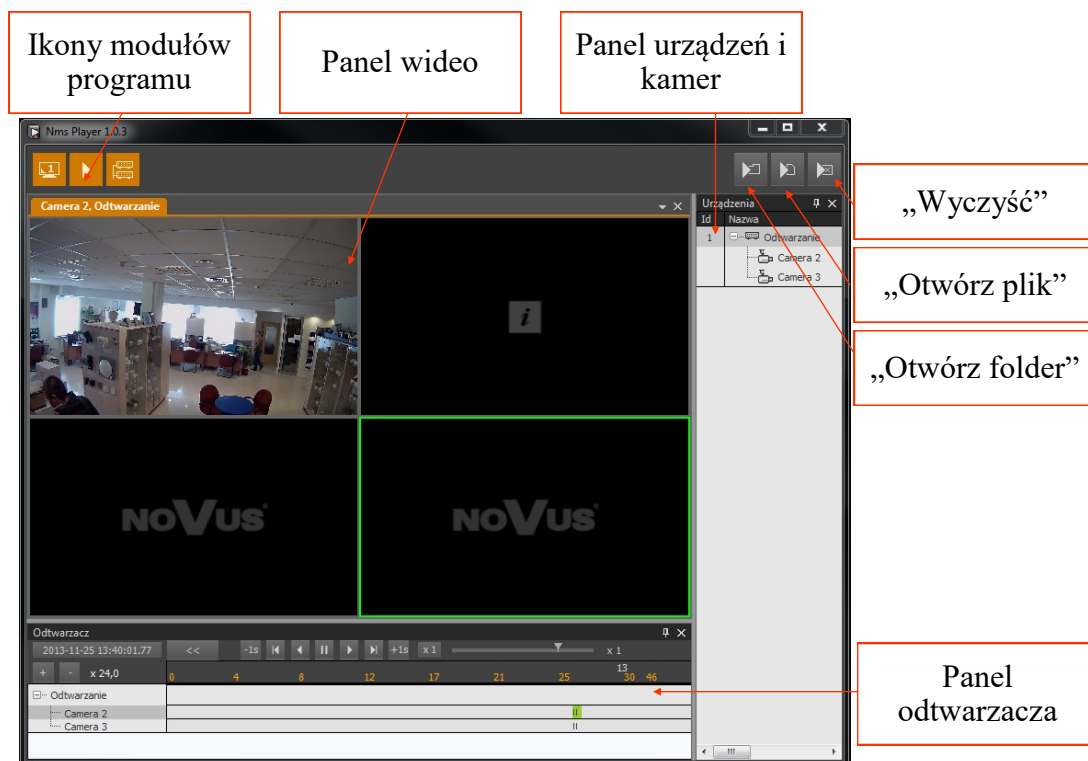 Ikony modułów
programu
Panel wideo
Panel urządzeń i
kamer
Nms Player 1.0.3
1
„Wyczyść”
„Otwórz plik”
„Otwórz folder”
Camera 2, Odtwarzanie
Urządzenia
Id Nazwa
1 Odtwarzanie
Camera 2
Camera 3
i
NOVUS
NOVUS
Odtwarzacz
2013-11-25 13:40:01.77 << -1s +1s x 1 x 1
+ - x 24,0
13
0 4 8 12 17 21 25 30 46
Odtwarzanie
Camera 2
Camera 3
Panel
odtwarzacza